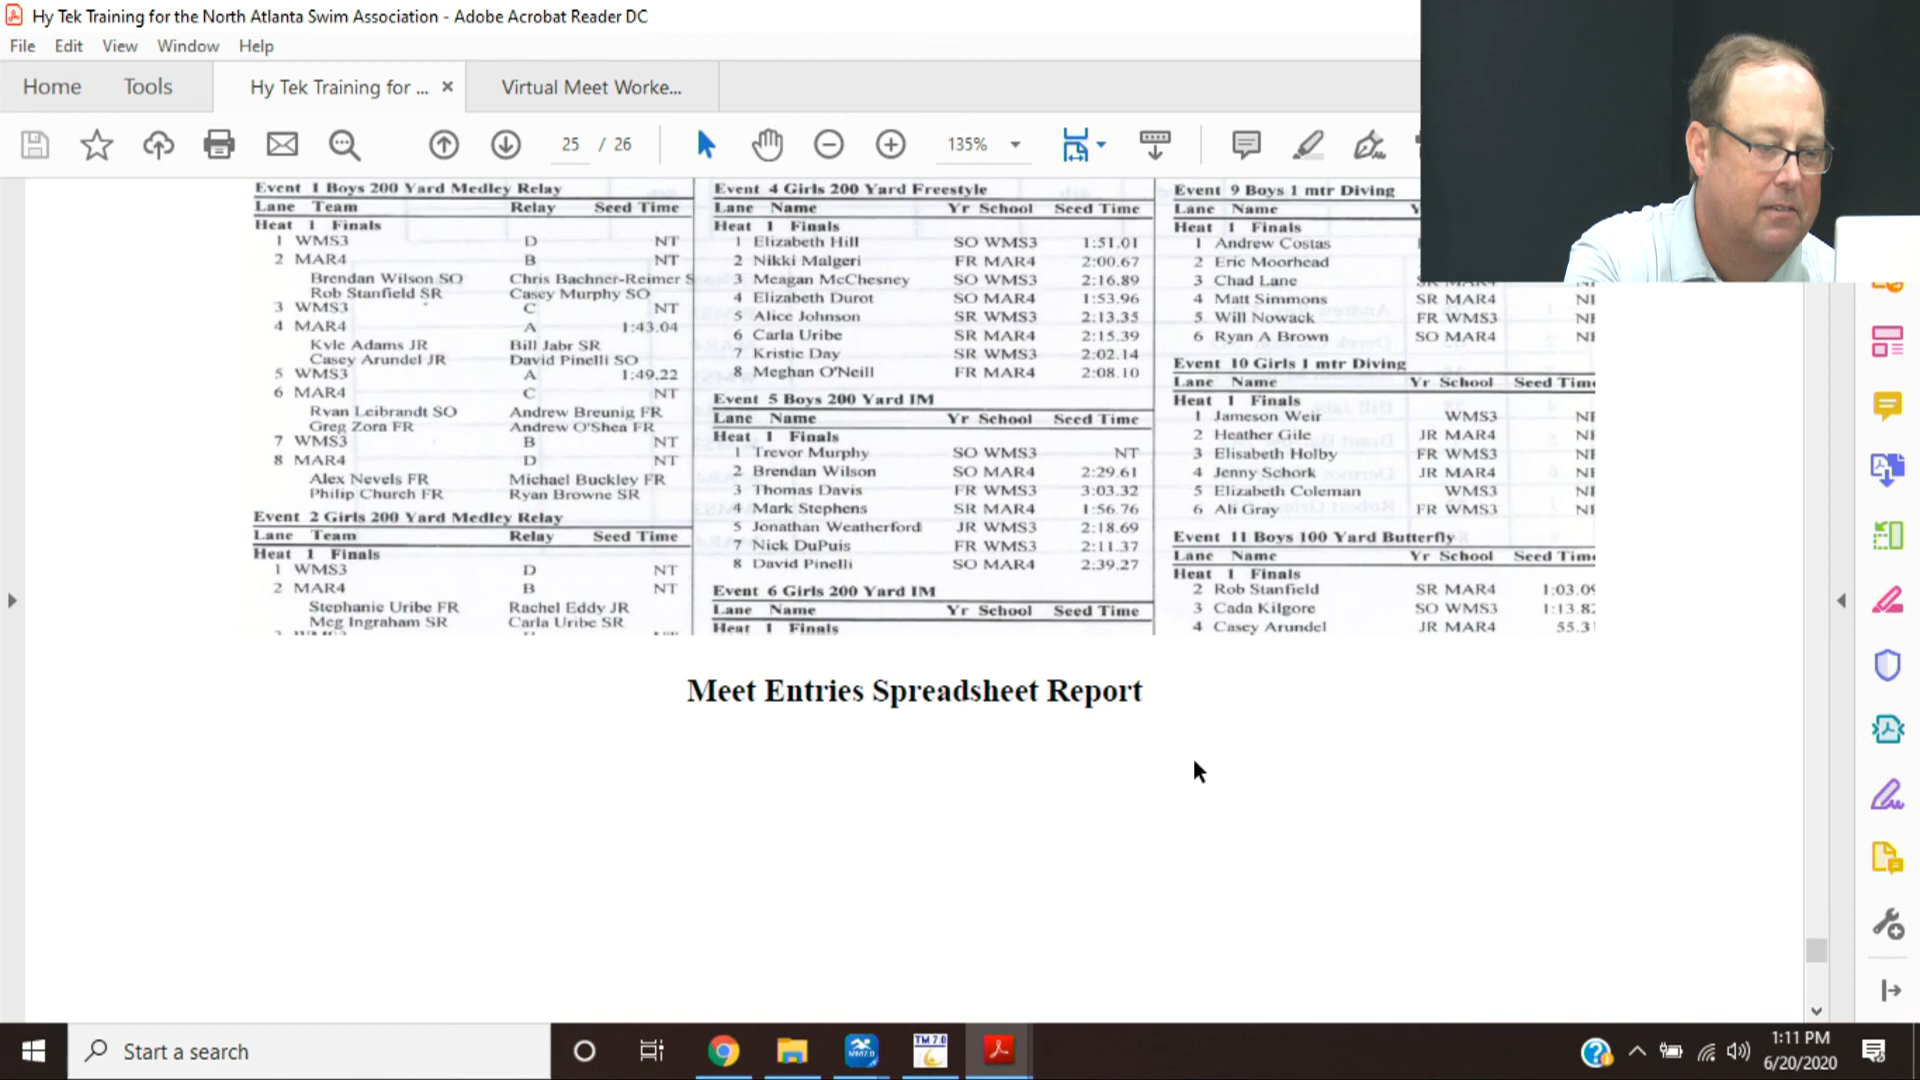 Hy Tek Training for the North Atlanta Swim Association - Adobe Acrobat Reader DC
File Edit View Window Help
Home Tools Hy Tek Training for ... × Virtual Meet Worke...
25 / 26 135%
Event 1 Boys 200 Yard Medley Relay
Lane Team Relay Seed Time
Heat 1 Finals
1 WMS3 D NT
2 MAR4 B NT
Brendan Wilson SO Chris Bachner-Reimer S
Rob Stanfield SR Casey Murphy SO
3 WMS3 C NT
4 MAR4 A 1:43.04
Kyle Adams JR Bill Jabr SR
Casey Arundel JR David Pinelli SO
5 WMS3 A 1:49.22
6 MAR4 C NT
Ryan Leibrandt SO Andrew Breunig FR
Greg Zora FR Andrew O'Shea FR
7 WMS3 B NT
8 MAR4 D NT
Alex Nevels FR Michael Buckley FR
Philip Church FR Ryan Browne SR
Event 2 Girls 200 Yard Medley Relay
Lane Team Relay Seed Time
Heat 1 Finals
1 WMS3 D NT
2 MAR4 B NT
Stephanie Uribe FR Rachel Eddy JR
Meg Ingraham SR Carla Uribe SR
Event 4 Girls 200 Yard Freestyle
Lane Name Yr School Seed Time
Heat 1 Finals
1 Elizabeth Hill SO WMS3 1:51.01
2 Nikki Malgeri FR MAR4 2:00.67
3 Meagan McChesney SO WMS3 2:16.89
4 Elizabeth Durot SO MAR4 1:53.96
5 Alice Johnson SR WMS3 2:13.35
6 Carla Uribe SR MAR4 2:15.39
7 Kristie Day SR WMS3 2:02.14
8 Meghan O'Neill FR MAR4 2:08.10
Event 5 Boys 200 Yard IM
Lane Name Yr School Seed Time
Heat 1 Finals
1 Trevor Murphy SO WMS3 NT
2 Brendan Wilson SO MAR4 2:29.61
3 Thomas Davis FR WMS3 3:03.32
4 Mark Stephens SR MAR4 1:56.76
5 Jonathan Weatherford JR WMS3 2:18.69
7 Nick DuPuis FR WMS3 2:11.37
8 David Pinelli SO MAR4 2:39.27
Event 6 Girls 200 Yard IM
Lane Name Yr School Seed Time
Heat 1 Finals
Event 9 Boys 1 mtr Diving
Lane Name Y
Heat 1 Finals
1 Andrew Costas
2 Eric Moorhead
3 Chad Lane
4 Matt Simmons SR MAR4
5 Will Nowack FR WMS3
6 Ryan A Brown SO MAR4
Event 10 Girls 1 mtr Diving
Lane Name Yr School Seed Time
Heat 1 Finals
1 Jameson Weir WMS3
2 Heather Gile JR MAR4
3 Elisabeth Holby FR WMS3
4 Jenny Schork JR MAR4
5 Elizabeth Coleman WMS3
6 Ali Gray FR WMS3
Event 11 Boys 100 Yard Butterfly
Lane Name Yr School Seed Time
Heat 1 Finals
2 Rob Stanfield SR MAR4 1:03.09
3 Cada Kilgore SO WMS3 1:13.82
4 Casey Arundel JR MAR4 55.3
Meet Entries Spreadsheet Report
Start a search
TM 7.0
1:11 PM
6/20/2020